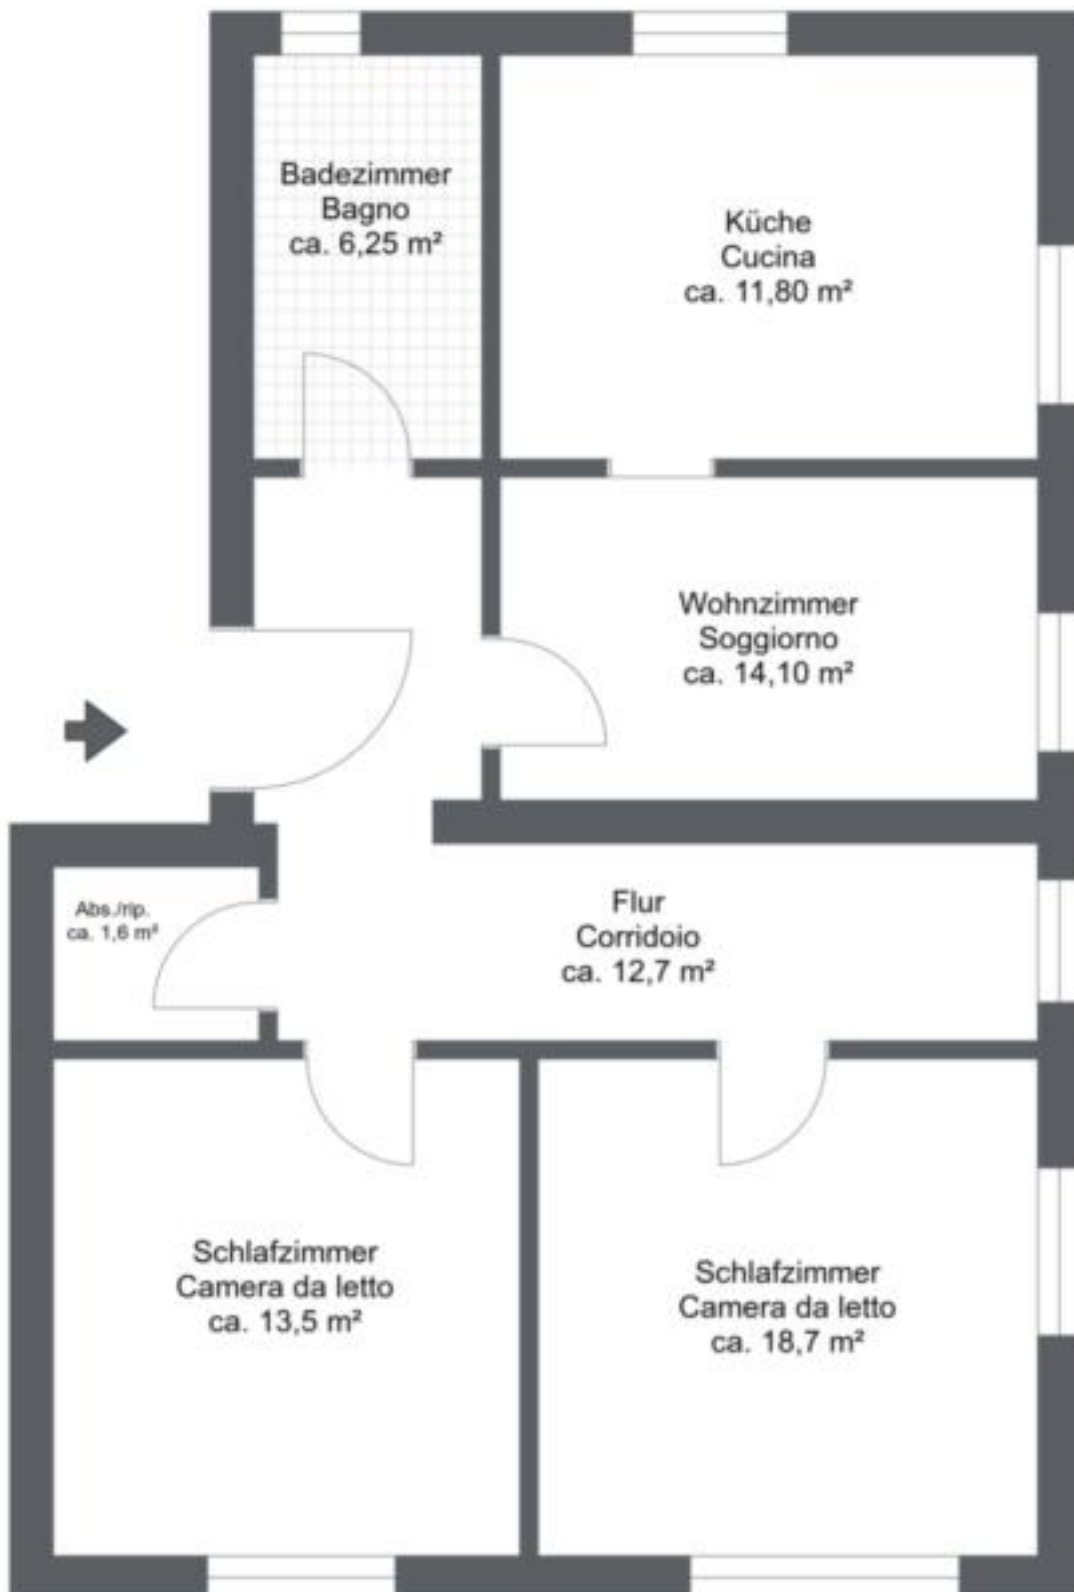 Badezimmer
Bagno
ca. 6,25 m²
Küche
Cucina
ca. 11,80 m²
Wohnzimmer
Soggiorno
ca. 14,10 m²
Abs./rip.
ca. 1,6 m²
Flur
Corridoio
ca. 12,7 m²
Schlafzimmer
Camera da letto
ca. 13,5 m²
Schlafzimmer
Camera da letto
ca. 18,7 m²